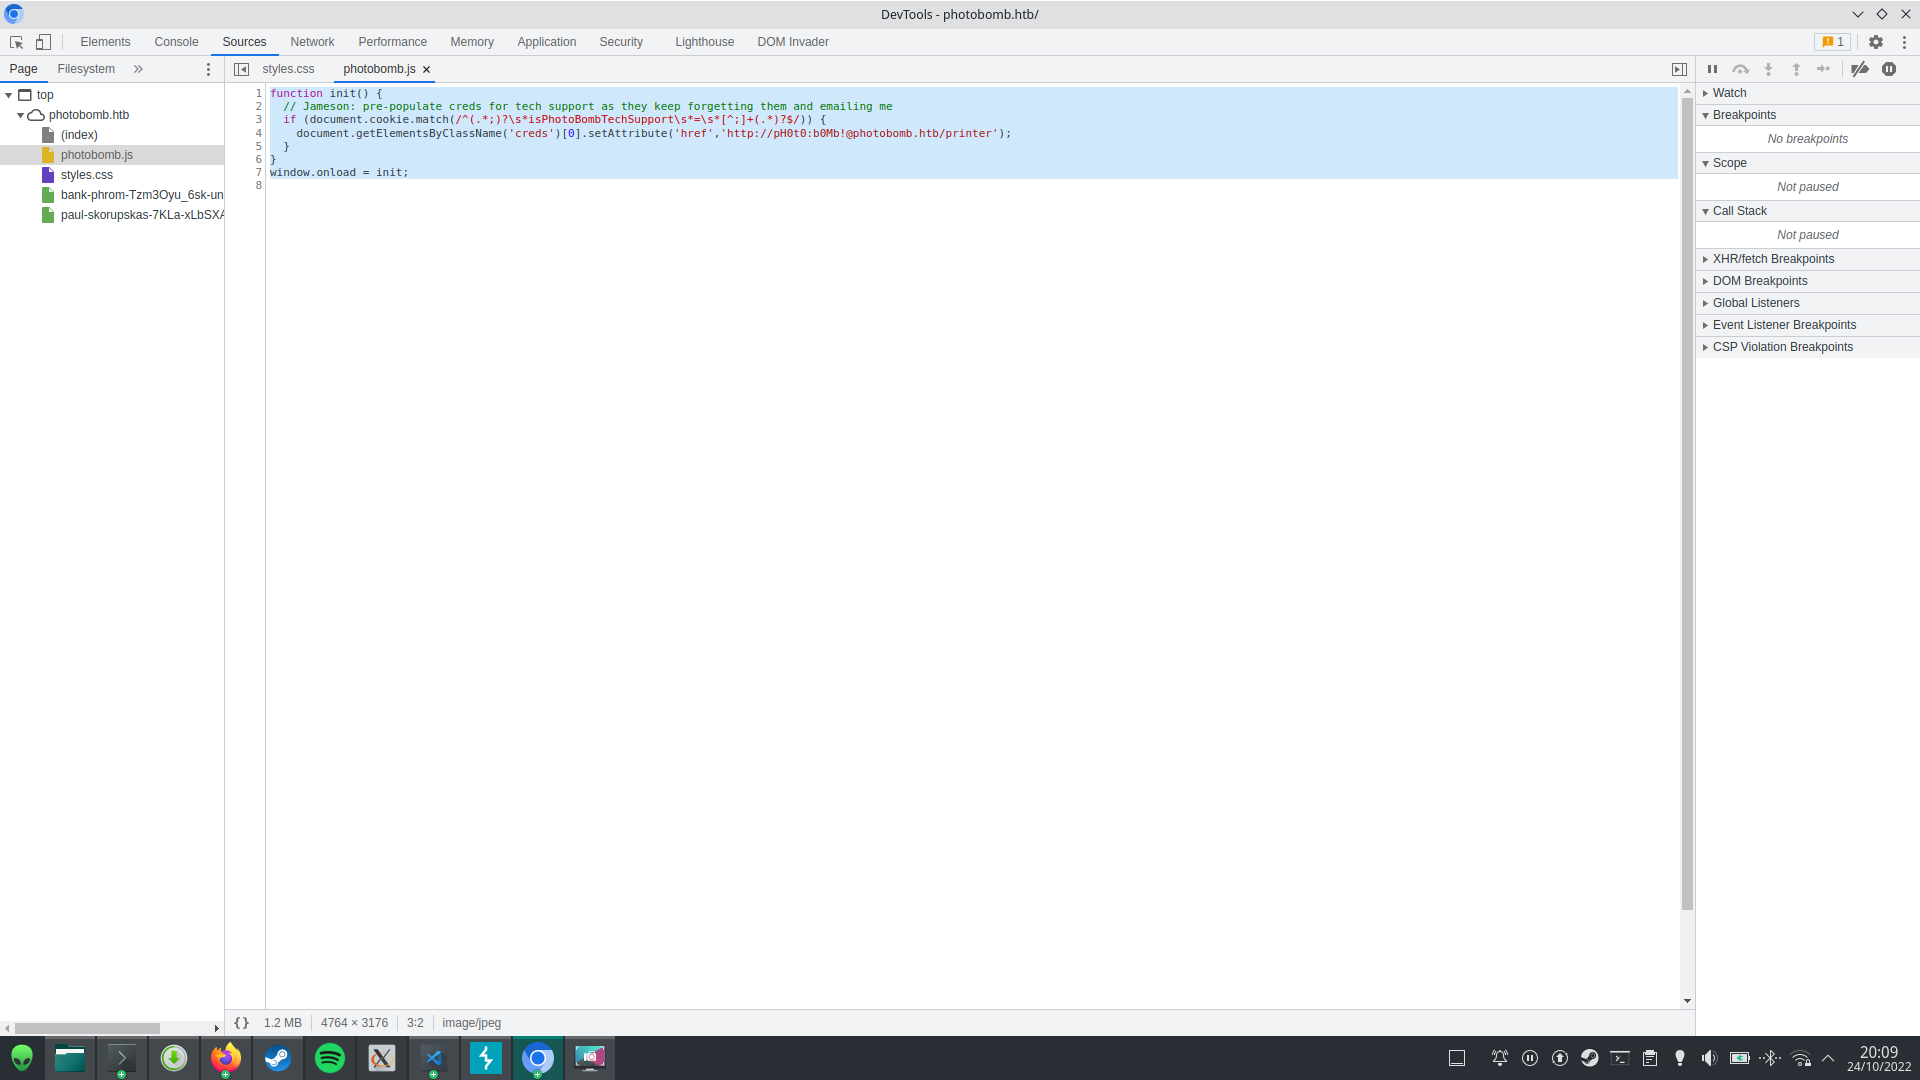 DevTools - photobomb.htb/
Elements Console Sources Network Performance Memory Application Security Lighthouse DOM Invader 1
Page Filesystem
styles.css photobomb.js
top
photobomb.htb
(index)
photobomb.js
styles.css
bank-phrom-Tzm3Oyu_6sk-un
paul-skorupskas-7KLa-xLbSXA
1 function init() {
2 // Jameson: pre-populate creds for tech support as they keep forgetting them and emailing me
3 if (document.cookie.match(/^(.*;)?\s*isPhotoBombTechSupport\s*=\s*[^;]+(.*)?$/)) {
4 document.getElementsByClassName('creds')[0].setAttribute('href','http://pH0t0:b0Mb!@photobomb.htb/printer');
5 }
6 }
7 window.onload = init;
8
Watch
Breakpoints
No breakpoints
Scope
Not paused
Call Stack
Not paused
XHR/fetch Breakpoints
DOM Breakpoints
Global Listeners
Event Listener Breakpoints
CSP Violation Breakpoints
{} 1.2 MB 4764 × 3176 3:2 image/jpeg
20:09
24/10/2022